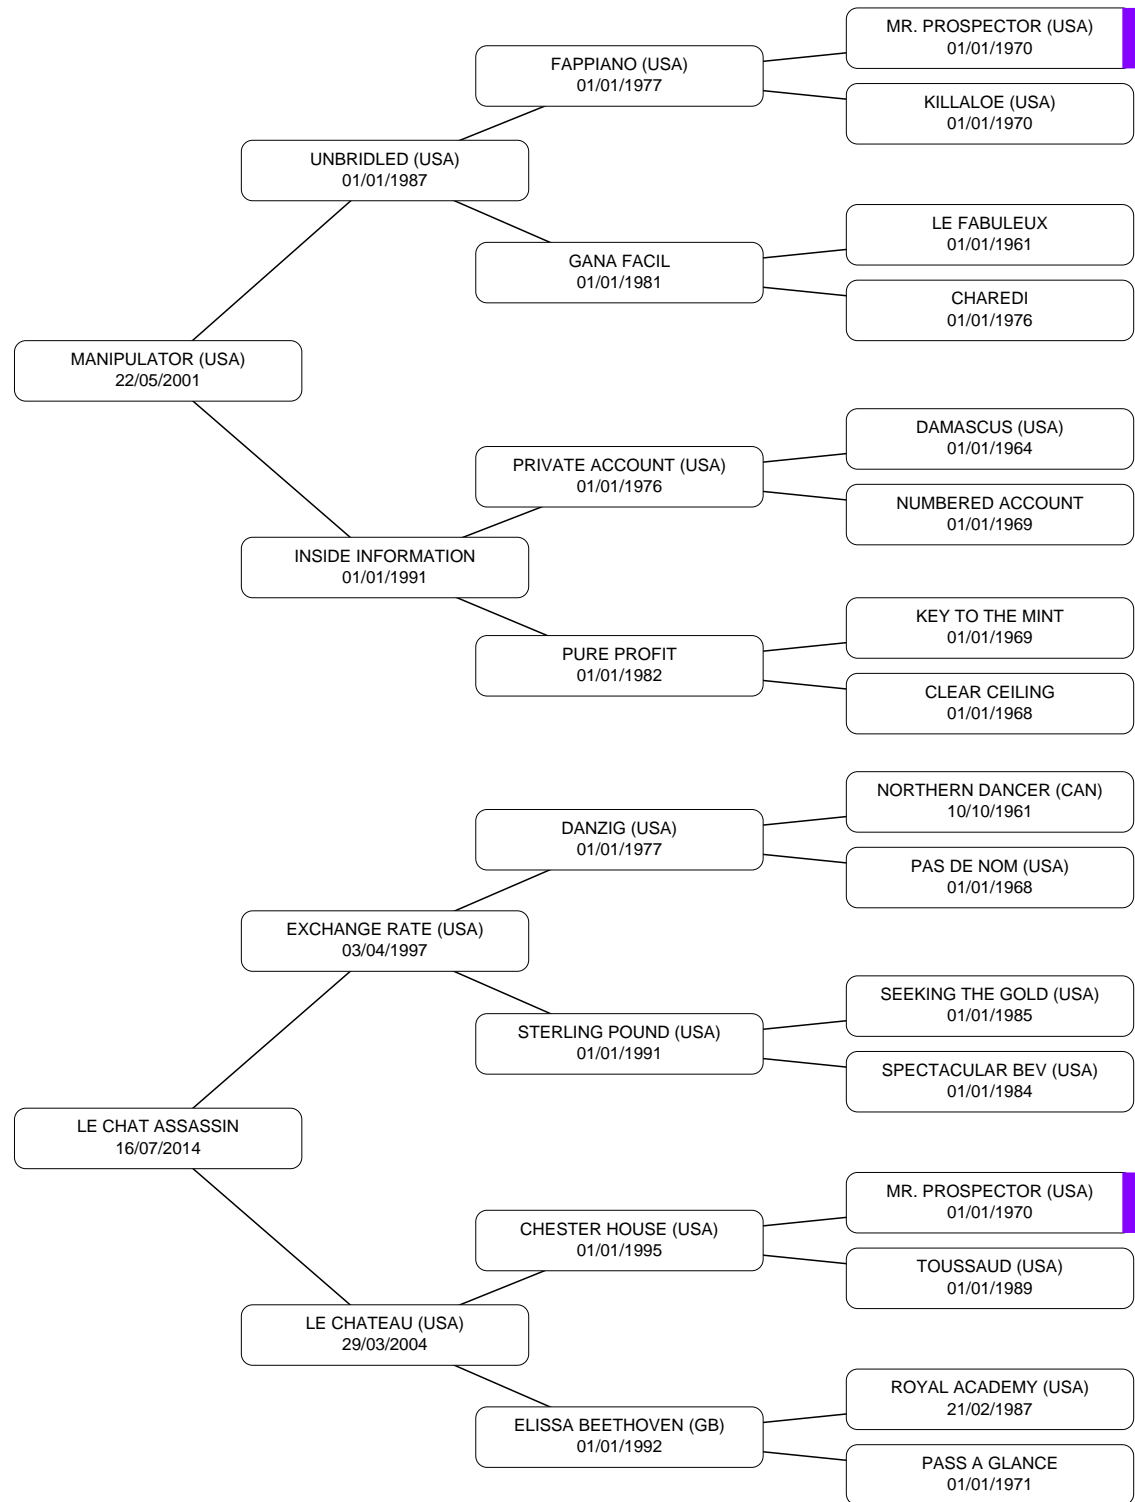 MR. PROSPECTOR (USA)
01/01/1970
FAPPIANO (USA)
01/01/1977
KILLALOE (USA)
01/01/1970
UNBRIDLED (USA)
01/01/1987
LE FABULEUX
01/01/1961
GANA FACIL
01/01/1981
CHAREDI
01/01/1976
MANIPULATOR (USA)
22/05/2001
DAMASCUS (USA)
01/01/1964
PRIVATE ACCOUNT (USA)
01/01/1976
NUMBERED ACCOUNT
01/01/1969
INSIDE INFORMATION
01/01/1991
KEY TO THE MINT
01/01/1969
PURE PROFIT
01/01/1982
CLEAR CEILING
01/01/1968
NORTHERN DANCER (CAN)
10/10/1961
DANZIG (USA)
01/01/1977
PAS DE NOM (USA)
01/01/1968
EXCHANGE RATE (USA)
03/04/1997
SEEKING THE GOLD (USA)
01/01/1985
STERLING POUND (USA)
01/01/1991
SPECTACULAR BEV (USA)
01/01/1984
LE CHAT ASSASSIN
16/07/2014
MR. PROSPECTOR (USA)
01/01/1970
CHESTER HOUSE (USA)
01/01/1995
TOUSSAUD (USA)
01/01/1989
LE CHATEAU (USA)
29/03/2004
ROYAL ACADEMY (USA)
21/02/1987
ELISSA BEETHOVEN (GB)
01/01/1992
PASS A GLANCE
01/01/1971